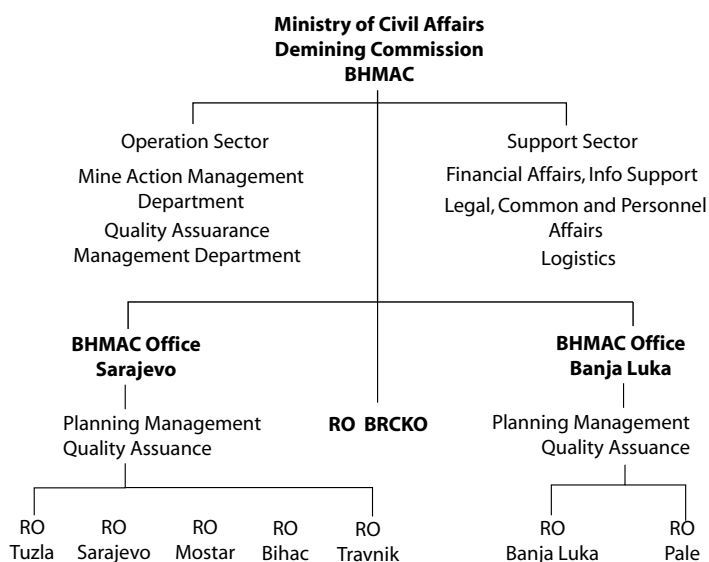 Ministry of Civil Affairs
Demining Commission
BHMAC
Operation Sector
Mine Action Management
Department
Quality Assuarance
Management Department
Support Sector
Financial Affairs, Info Support
Legal, Common and Personnel
Affairs
Logistics
BHMAC Office
Sarajevo
Planning Management
Quality Assuance
RO BRCKO
BHMAC Office
Banja Luka
Planning Management
Quality Assuance
RO
Tuzla
RO
Sarajevo
RO
Mostar
RO
Bihac
RO
Travnik
RO
Banja Luka
RO
Pale